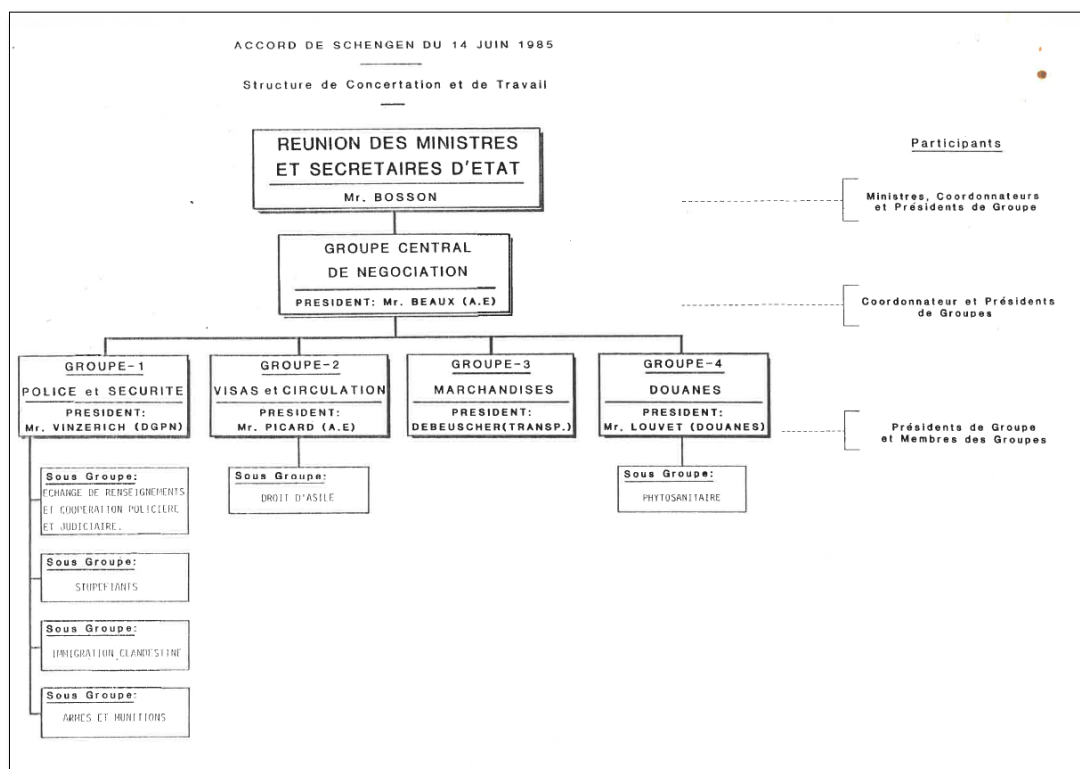 ACCORD DE SCHENGEN DU 14 JUIN 1985
Structure de Concertation et de Travail
REUNION DES MINISTRES
ET SECRETAIRES D'ETAT
Mr. BOSSON
Participants
Ministres, Coordonnateurs
et Présidents de Groupe
GROUPE CENTRAL
DE NEGOCIATION
PRESIDENT: Mr. BEAUX (A.E)
Coordonnateur et Présidents
de Groupes
GROUPE-1
POLICE et SECURITE
PRESIDENT:
Mr. VINZERICH (DGPN)
GROUPE-2
VISAS et CIRCULATION
PRESIDENT:
Mr. PICARD (A.E)
GROUPE-3
MARCHANDISES
PRESIDENT:
DEBEUSCHER(TRANSP.)
GROUPE-4
DOUANES
PRESIDENT:
Mr. LOUVET (DOUANES)
Présidents de Groupe
et Membres des Groupes
Sous Groupe:
ECHANGE DE RENSEIGNEMENTS
ET COOPERATION POLICIERE
ET JUDICIAIRE.
Sous Groupe:
STUPEFIANTS
Sous Groupe:
IMMIGRATION CLANDESTINE
Sous Groupe:
ARMES ET MUNITIONS
Sous Groupe:
DROIT D'ASILE
Sous Groupe:
PHYTOSANITAIRE